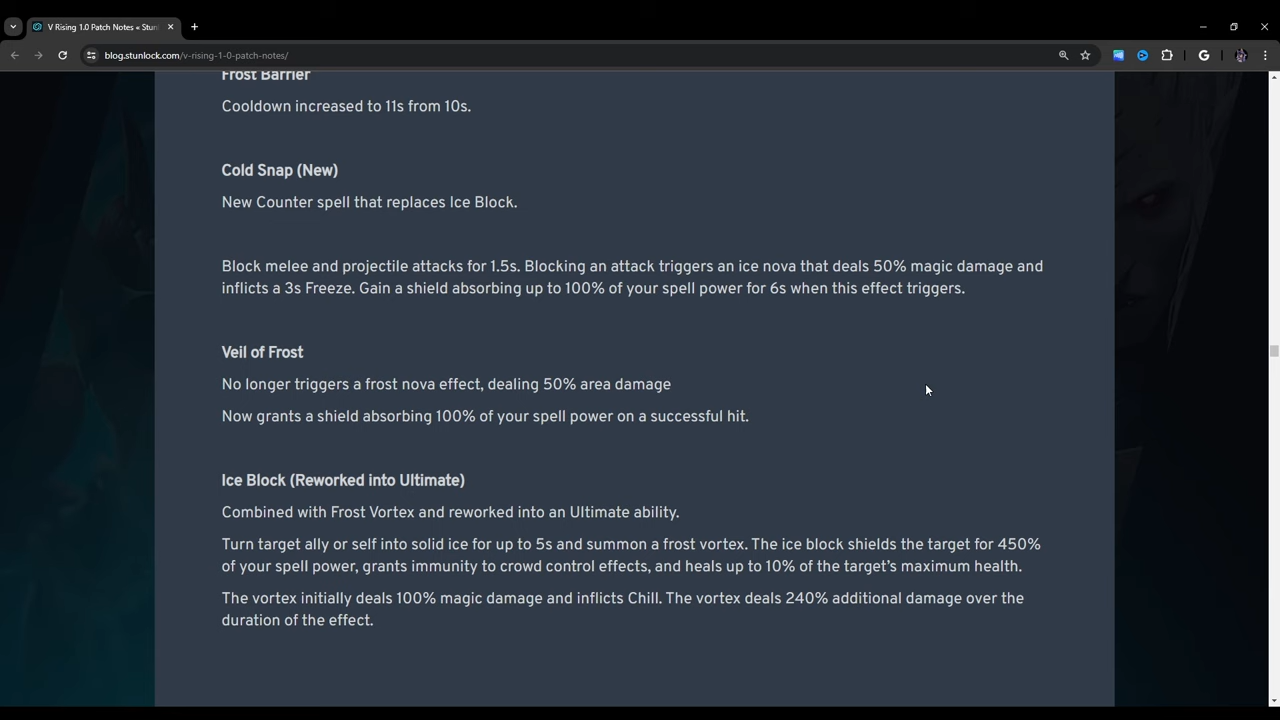 V Rising 1.0 Patch Notes « Stun
blog.stunlock.com/v-rising-1-0-patch-notes/
Frost Barrier
Cooldown increased to 11s from 10s.
Cold Snap (New)
New Counter spell that replaces Ice Block.
Block melee and projectile attacks for 1.5s. Blocking an attack triggers an ice nova that deals 50% magic damage and
inflicts a 3s Freeze. Gain a shield absorbing up to 100% of your spell power for 6s when this effect triggers.
Veil of Frost
No longer triggers a frost nova effect, dealing 50% area damage
Now grants a shield absorbing 100% of your spell power on a successful hit.
Ice Block (Reworked into Ultimate)
Combined with Frost Vortex and reworked into an Ultimate ability.
Turn target ally or self into solid ice for up to 5s and summon a frost vortex. The ice block shields the target for 450%
of your spell power, grants immunity to crowd control effects, and heals up to 10% of the target's maximum health.
The vortex initially deals 100% magic damage and inflicts Chill. The vortex deals 240% additional damage over the
duration of the effect.